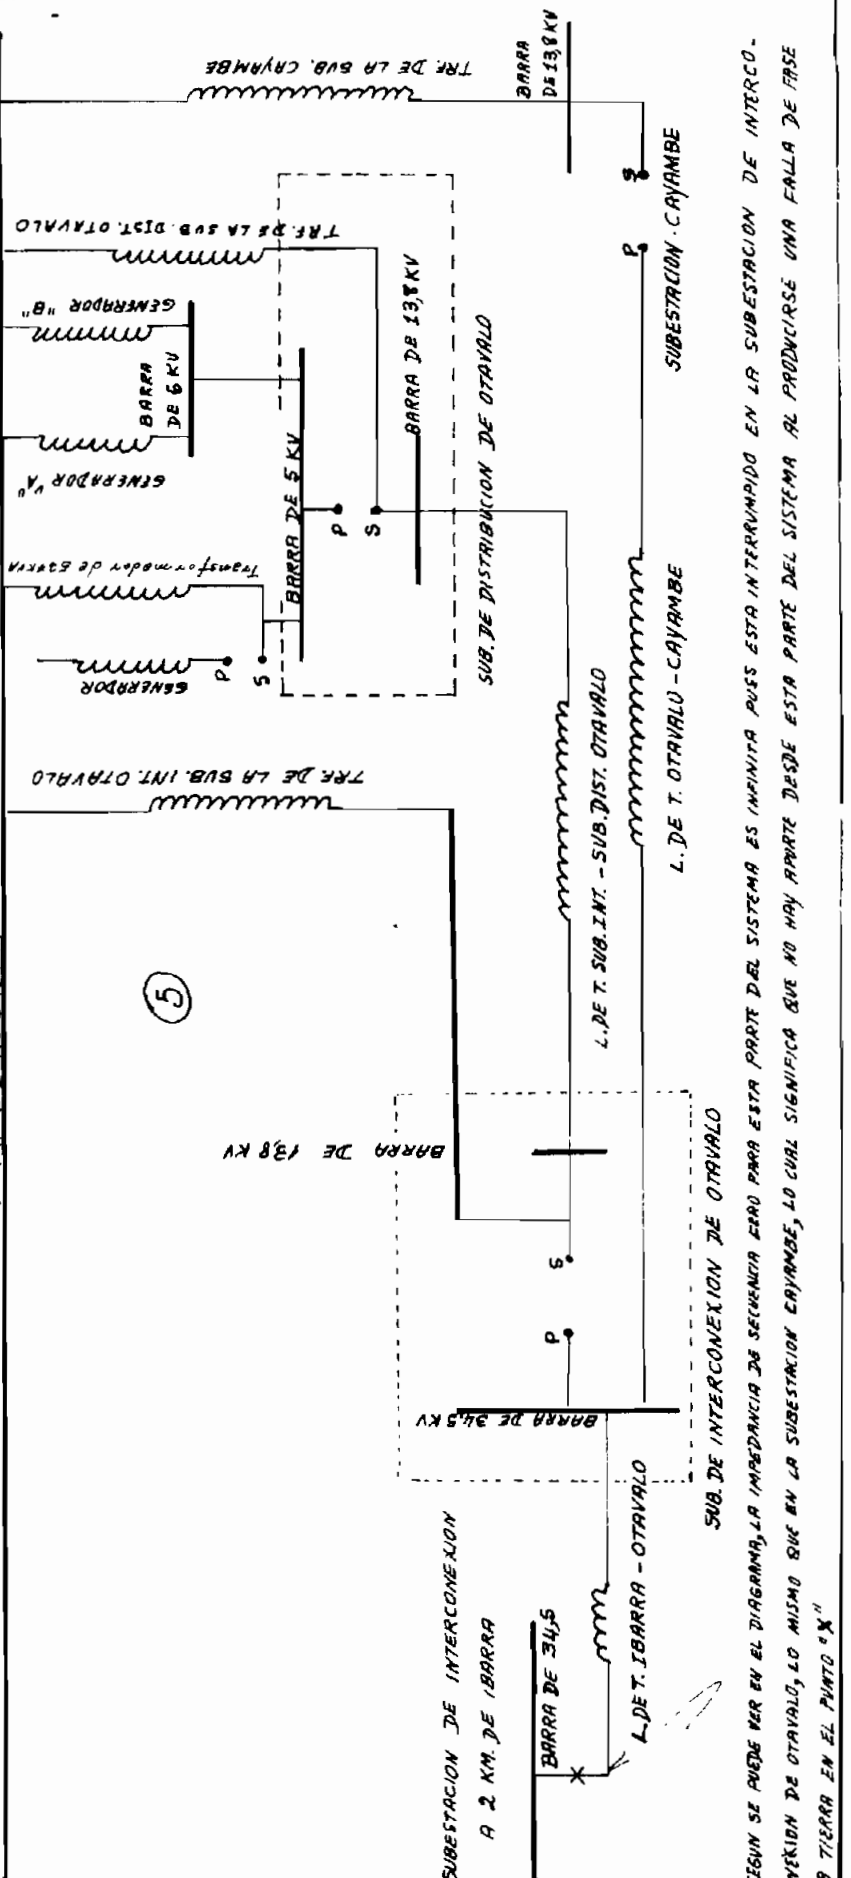 TRF. DE LA SUB. CAYAMBE
BARRA
DE 13,8 KV
S
P
SUBESTACION. CAYAMBE
TRF. DE LA SUB. DIST. OTAVALO
GENERADOR "B"
BARRA
DE 6 KV
GENERADOR "A"
BARRA DE 5 KV
BARRA DE 13,8 KV
P
S
Transformador de
GENERADOR
P
S
SUB. DE DISTRIBUCION DE OTAVALO
TRF. DE LA SUB. INT. OTAVALO
L. DE T. SUB. INT. - SUB. DIST. OTAVALO
L. DE T. OTAVALO - CAYAMBE
5
BARRA DE 13,8 KV
S
P
BARRA DE 34,5 KV
SUB. DE INTERCONEXION DE OTAVALO
SUBESTACION DE INTERCONEXION
A 2 KM. DE IBARRA
BARRA DE 34,5
X
L. DE T. IBARRA - OTAVALO
EGUN SE PUEDE VER EN EL DIAGRAMA, LA IMPEDANCIA DE SECUENCIA CERO PARA ESTA PARTE DEL SISTEMA ES INFINITA PUES ESTA INTERRUMPIDO EN LA SUBESTACION DE INTERCO-
NEXION DE OTAVALO, LO MISMO QUE EN LA SUBESTACION CAYAMBE, LO CUAL SIGNIFICA QUE NO HAY APORTE DESDE ESTA PARTE DEL SISTEMA AL PRODUCIRSE UNA FALLA DE FASE
A TIERRA EN EL PUNTO "X"